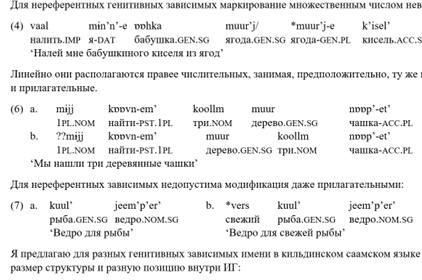 Для нереферентных генитивных зависимых маркирование множественным числом нев
(4) vaal min'n'-e ɒɒhka muur'j/ *muur'j-e k'isel'
налить.IMP я-DAT бабушка.GEN.SG ягода.GEN.SG ягода-GEN.PL кисель.ACC.S
'Налей мне бабушкиного киселя из ягод'
Линейно они располагаются правее числительных, занимая, предположительно, ту же п
и прилагательные.
(6) a. mɨjj kɒɒvn-em' koollm muur nɒɒp'-et'
1PL.NOM найти-PST.1PL три.NOM дерево.GEN.SG чашка-ACC.PL
b. ??mɨjj kɒɒvn-em' muur koollm nɒɒp'-et'
1PL.NOM найти-PST.1PL дерево.GEN.SG три.NOM чашка-ACC.PL
'Мы нашли три деревянные чашки'
Для нереферентных зависимых недопустима модификация даже прилагательными:
(7) a. kuul' jeem'p'er' b. *vers kuul' jeem'p'er'
рыба.GEN.SG ведро.NOM.SG свежий рыба.GEN.SG ведро.NOM.SG
'Ведро для рыбы' 'Ведро для свежей рыбы'
Я предлагаю для разных генитивных зависимых имени в кильдинском саамском языке
размер структуры и разную позицию внутри ИГ: